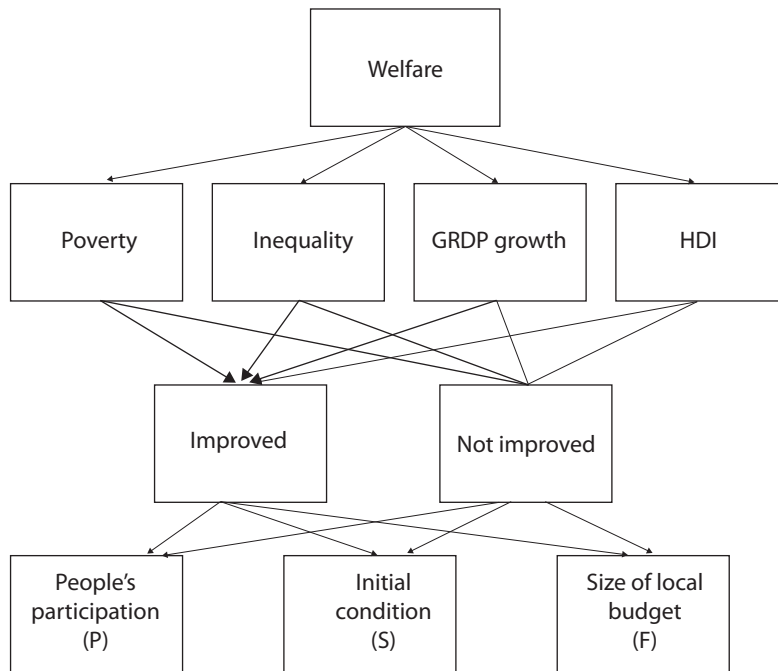 Welfare
Poverty
Inequality
GRDP growth
HDI
Improved
Not improved
People’s
participation
(P)
Initial
condition
(S)
Size of local
budget
(F)